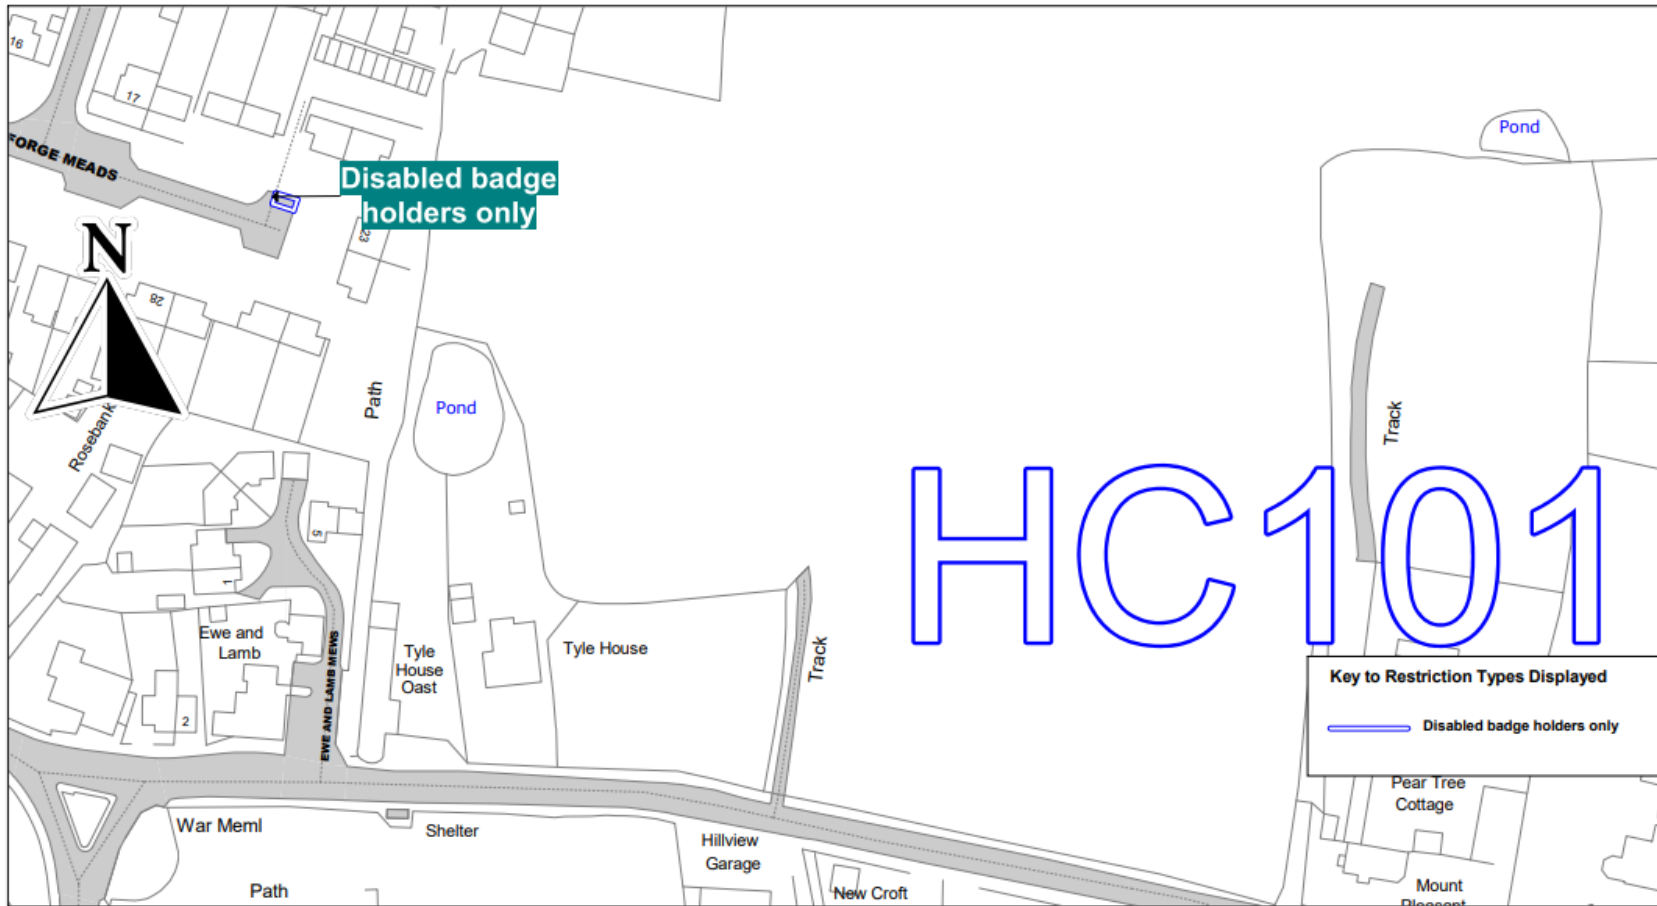 16
17
FORGE MEADS
Disabled badge
holders only
23
N
28
Rosebank
Path
Pond
Pond
Track
HC101
5
1
Ewe and
Lamb
EWE AND LAMB MEWS
2
Tyle
House
Oast
Tyle House
Track
Key to Restriction Types Displayed
Disabled badge holders only
Pear Tree
Cottage
War Meml
Shelter
Hillview
Garage
Path
New Croft
Mount
Pleasant